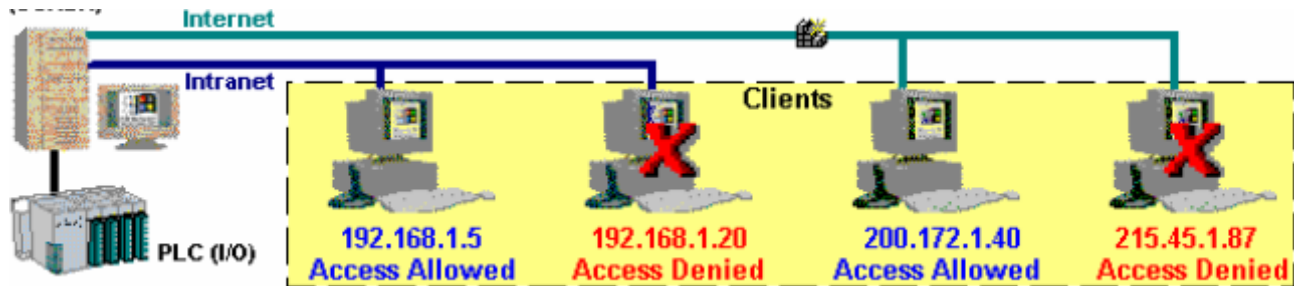 Internet
Intranet
Clients
PLC (I/O)
192.168.1.5
Access Allowed
192.168.1.20
Access Denied
200.172.1.40
Access Allowed
215.45.1.87
Access Denied